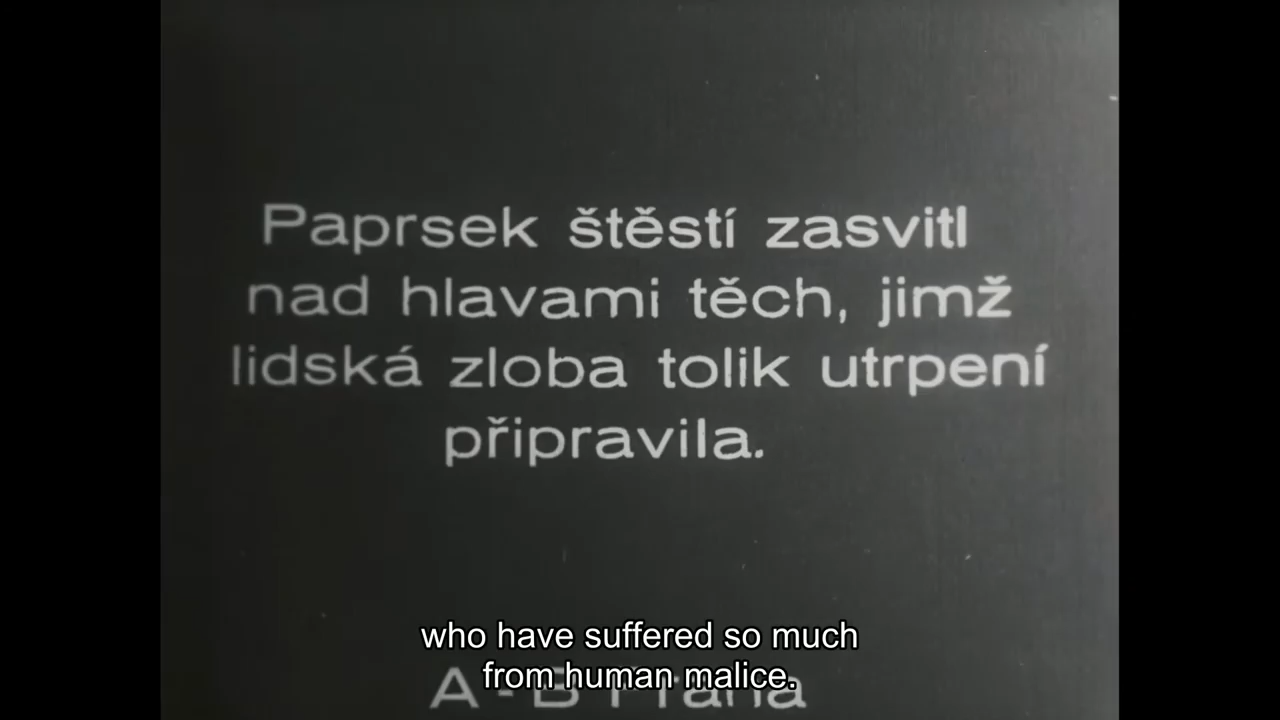 Paprsek štěstí zasvitl
nad hlavami těch, jimž
lidská zloba tolik utrpení
připravila.
who have suffered so much
from human malice.
A-B Praha